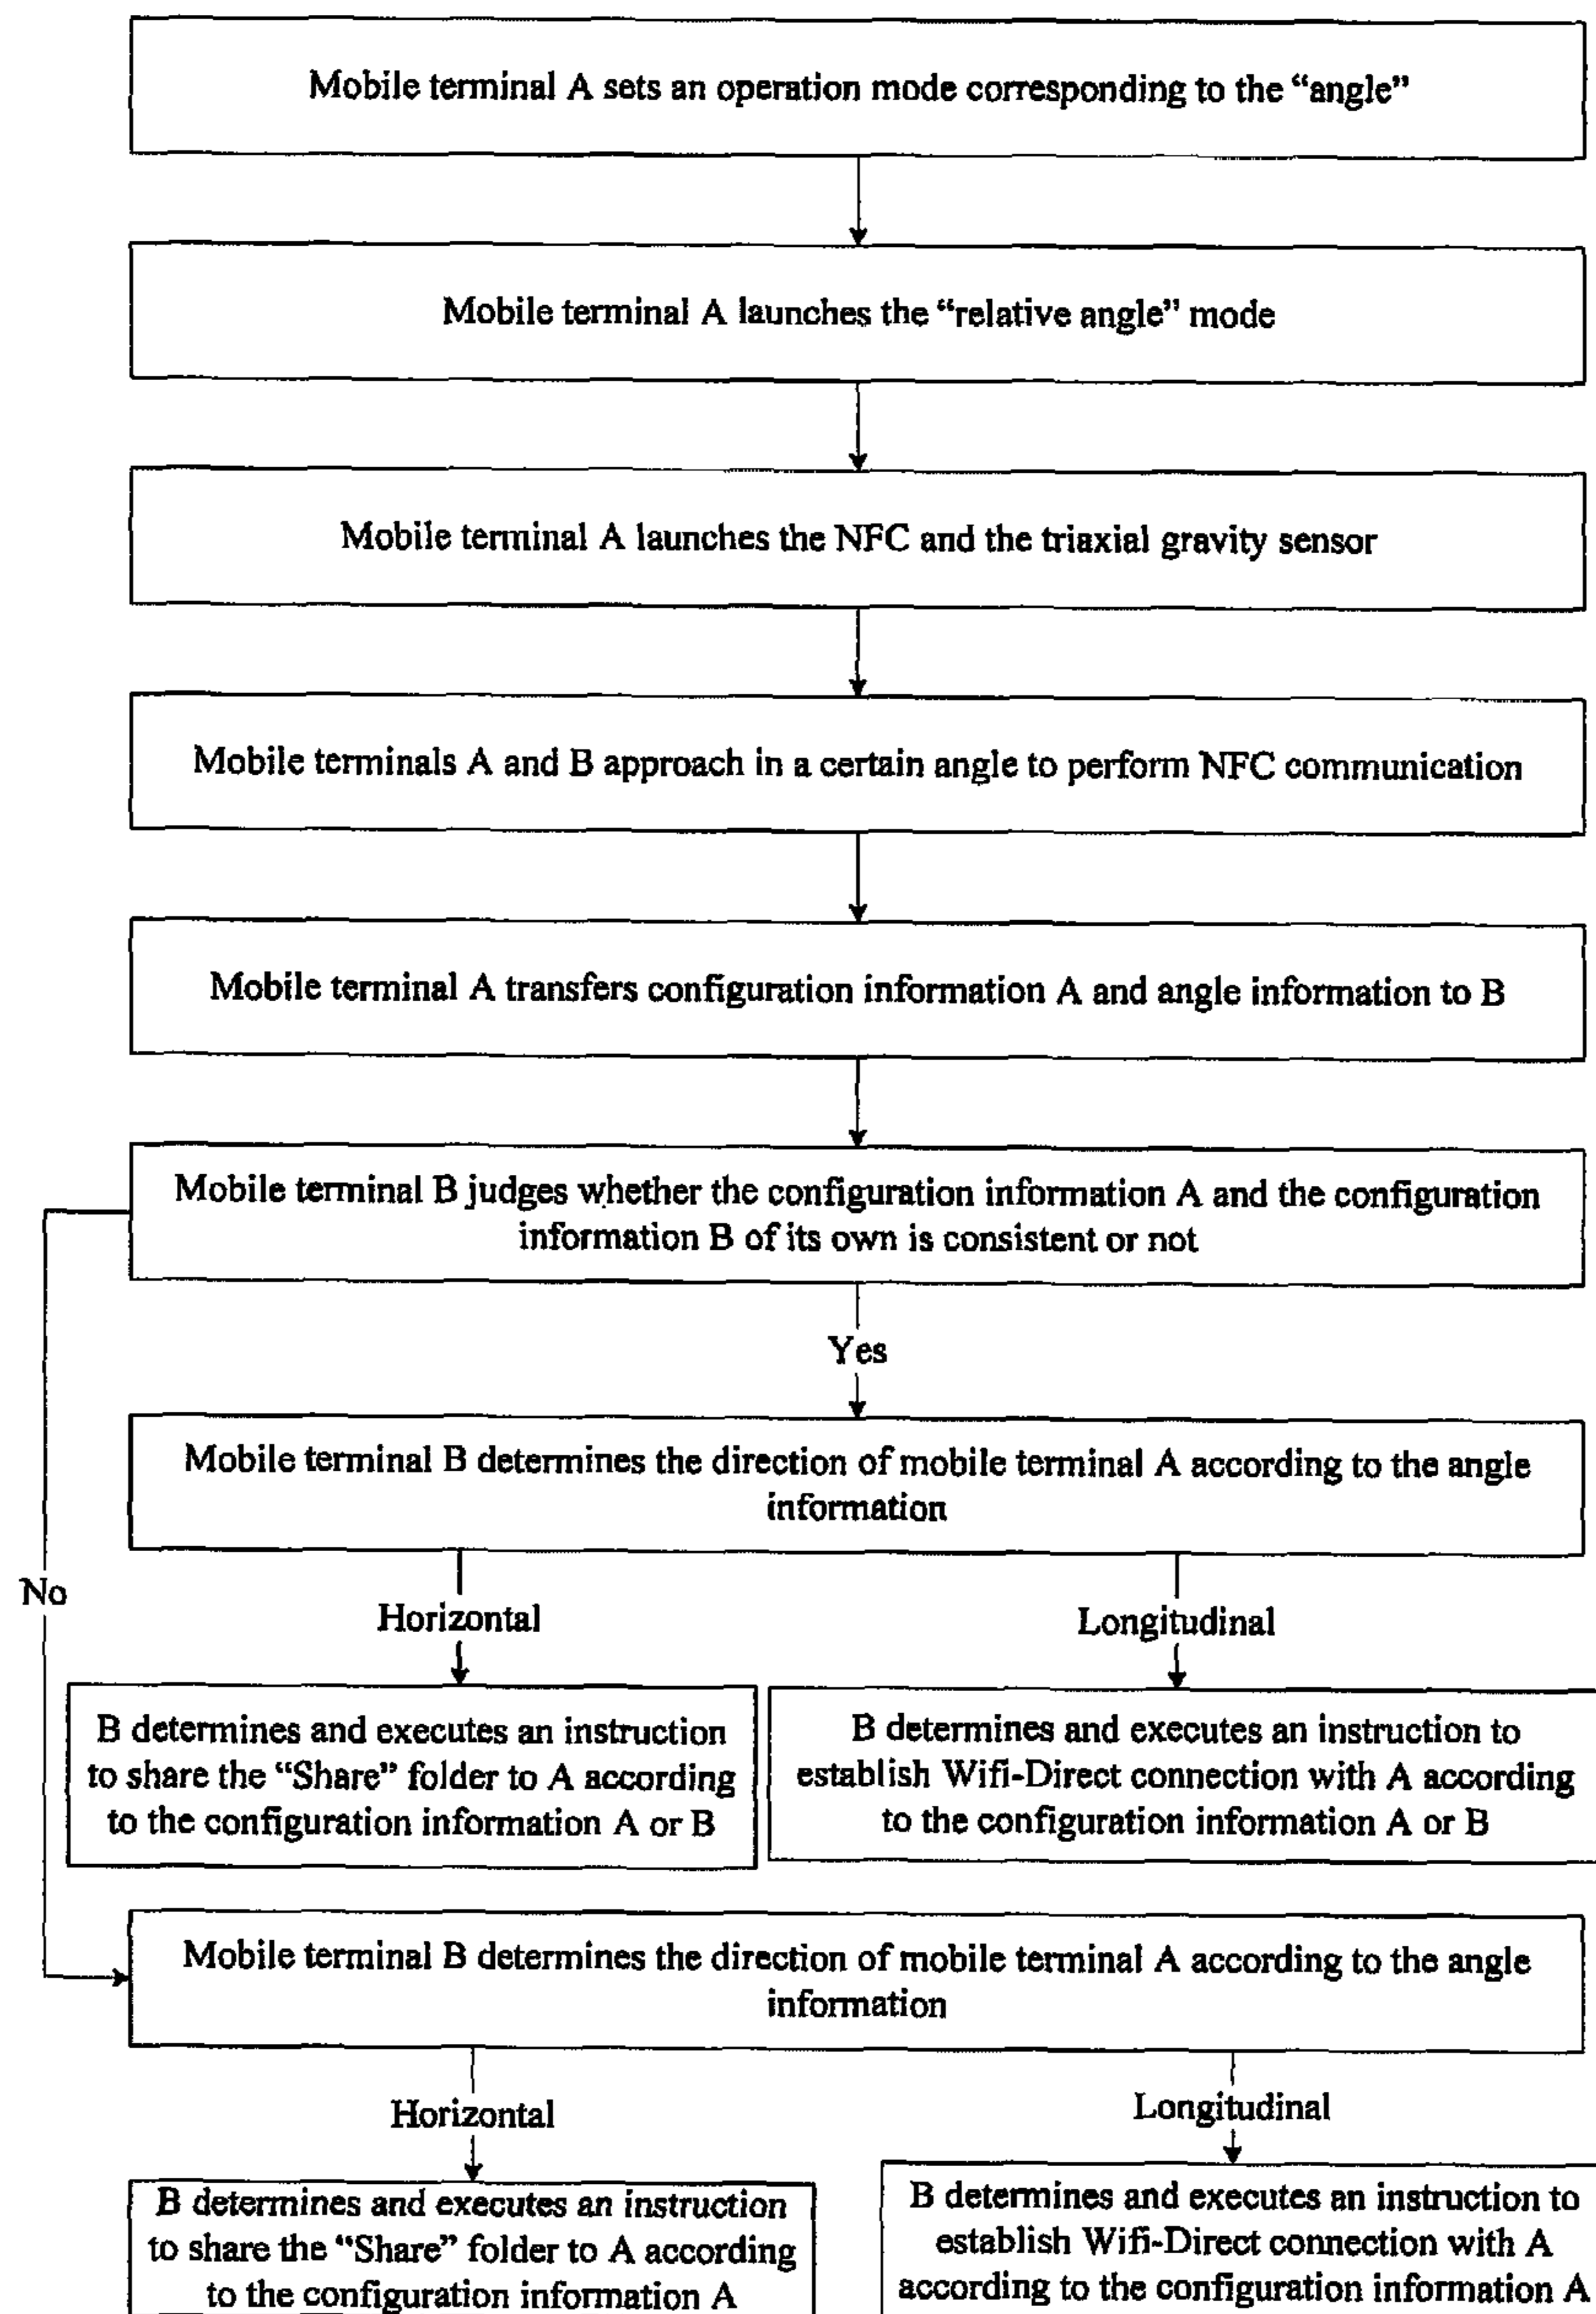 Mobile terminal A sets an operation mode corresponding to the “angle”
Mobile terminal A launches the “relative angle” mode
Mobile terminal A launches the NFC and the triaxial gravity sensor
Mobile terminals A and B approach in a certain angle to perform NFC communication
Mobile terminal A transfers configuration information A and angle information to B
Mobile terminal B judges whether the configuration information A and the configuration
information B of its own is consistent or not
Yes
Mobile terminal B determines the direction of mobile terminal A according to the angle
information
No
Horizontal
Longitudinal
B determines and executes an instruction
to share the “Share” folder to A according
to the configuration information A or B
B determines and executes an instruction to
establish Wifi-Direct connection with A according
to the configuration information A or B
Mobile terminal B determines the direction of mobile terminal A according to the angle
information
Horizontal
Longitudinal
B determines and executes an instruction
to share the “Share” folder to A according
to the configuration information A
B determines and executes an instruction to
establish Wifi-Direct connection with A
according to the configuration information A